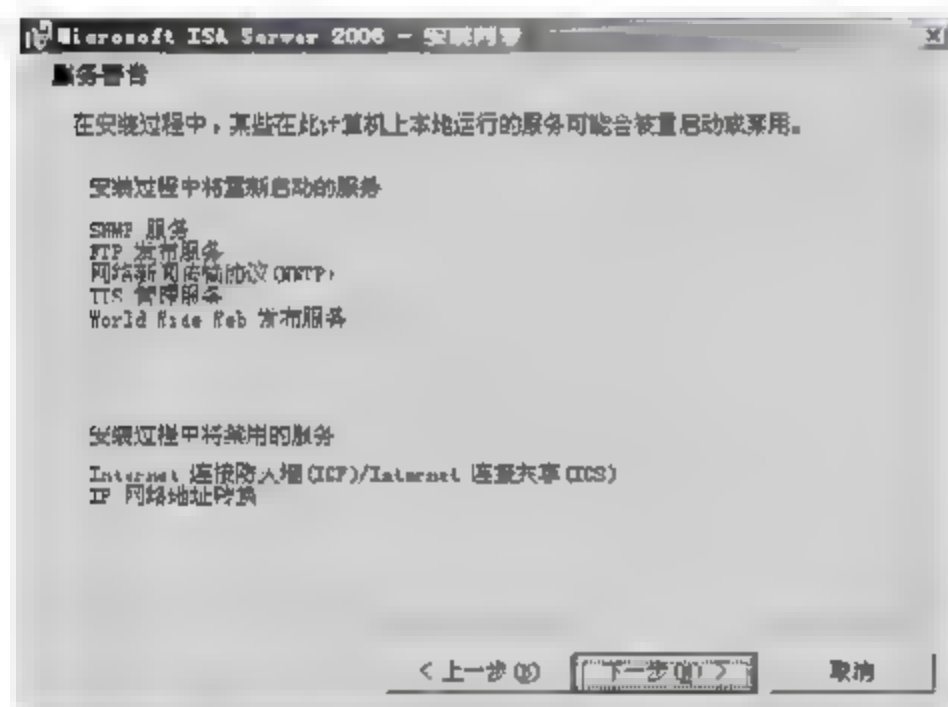 Microsoft ISA Server 2006 - 安装向导
服务警告
在安装过程中，某些在此计算机上本地运行的服务可能会被重启动或禁用。
安装过程中将重新启动的服务
SNMP 服务
FTP 发布服务
网络新闻传输协议(NNTP)
IIS 管理服务
World Wide Web 发布服务
安装过程中将禁用的服务
Internet 连接防火墙(ICF)/Internet 连接共享(ICS)
IP 网络地址转换
< 上一步(B)
下一步(N) >
取消